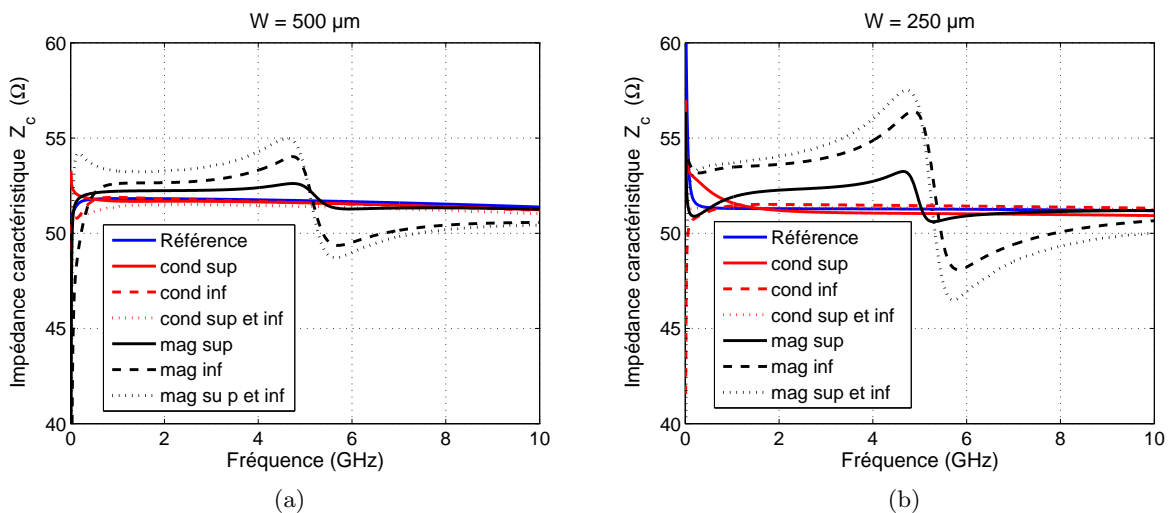 W = 500 µm
60
55
50
45
40
Impédance caractéristique Z_c (Ω)
Référence
cond sup
cond inf
cond sup et inf
mag sup
mag inf
mag su p et inf
0 2 4 6 8 10
Fréquence (GHz)
(a)
W = 250 µm
60
55
50
45
40
Impédance caractéristique Z_c (Ω)
Référence
cond sup
cond inf
cond sup et inf
mag sup
mag inf
mag sup et inf
0 2 4 6 8 10
Fréquence (GHz)
(b)